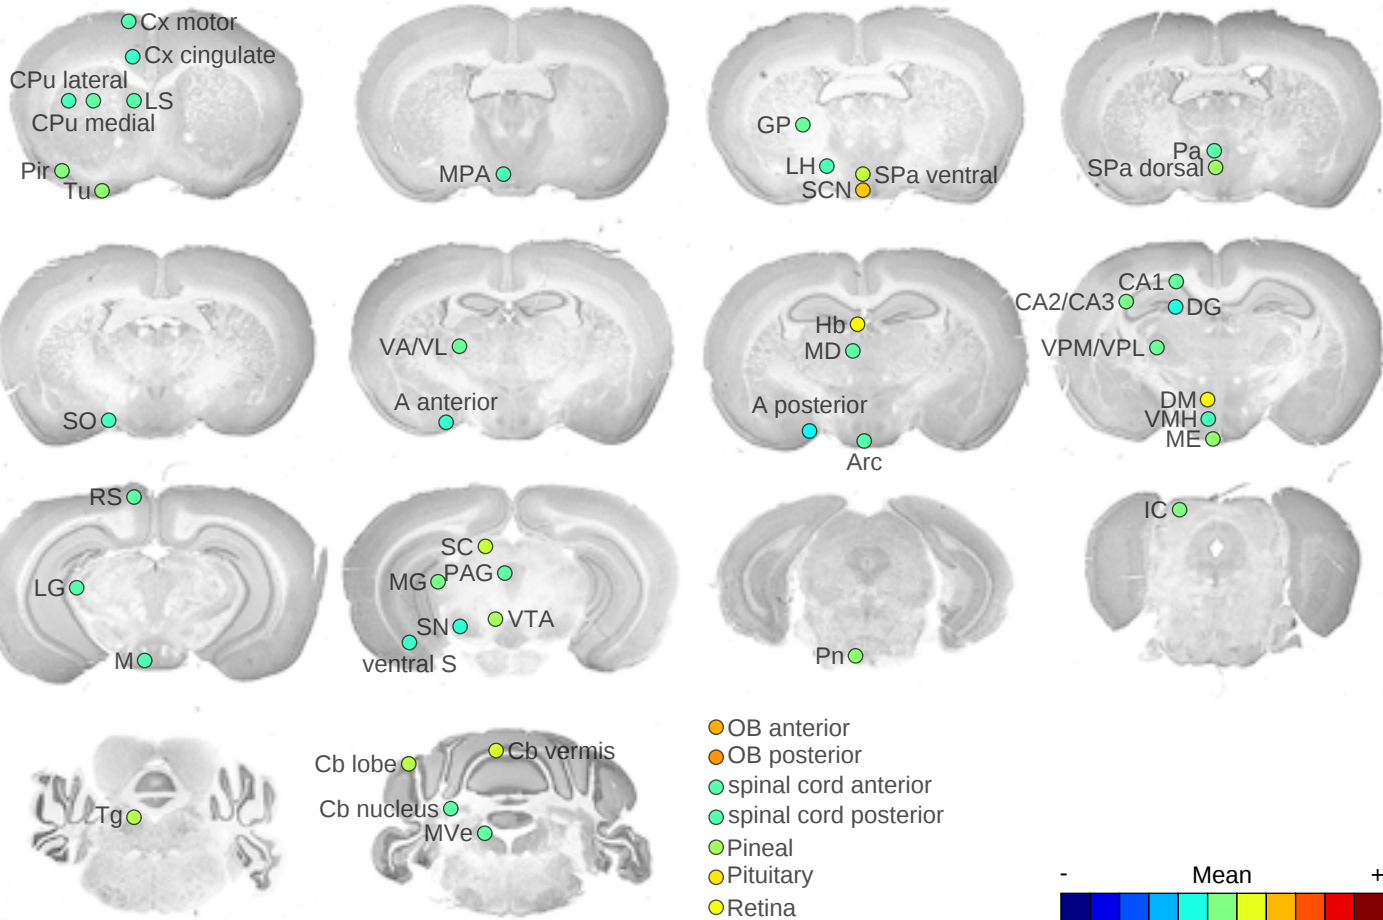 Cx motor
Cx cingulate
CPu lateral
LS
CPu medial
Pir
Tu
MPA
GP
LH
SPa ventral
SCN
Pa
SPa dorsal
SO
VA/VL
A anterior
Hb
MD
A posterior
Arc
CA1
CA2/CA3
DG
VPM/VPL
DM
VMH
ME
RS
LG
M
SC
PAG
MG
VTA
SN
ventral S
Pn
IC
Tg
Cb lobe
Cb vermis
Cb nucleus
MVe
OB anterior
OB posterior
spinal cord anterior
spinal cord posterior
Pineal
Pituitary
Retina
- Mean +